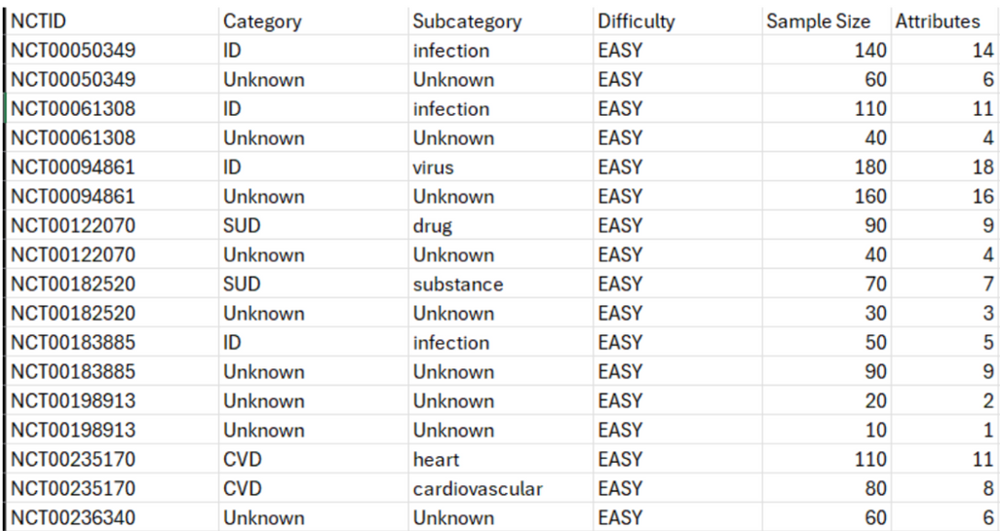 NCTID Category Subcategory Difficulty Sample Size Attributes
NCT00050349 ID infection EASY 140 14
NCT00050349 Unknown Unknown EASY 60 6
NCT00061308 ID infection EASY 110 11
NCT00061308 Unknown Unknown EASY 40 4
NCT00094861 ID virus EASY 180 18
NCT00094861 Unknown Unknown EASY 160 16
NCT00122070 SUD drug EASY 90 9
NCT00122070 Unknown Unknown EASY 40 4
NCT00182520 SUD substance EASY 70 7
NCT00182520 Unknown Unknown EASY 30 3
NCT00183885 ID infection EASY 50 5
NCT00183885 Unknown Unknown EASY 90 9
NCT00198913 Unknown Unknown EASY 20 2
NCT00198913 Unknown Unknown EASY 10 1
NCT00235170 CVD heart EASY 110 11
NCT00235170 CVD cardiovascular EASY 80 8
NCT00236340 Unknown Unknown EASY 60 6